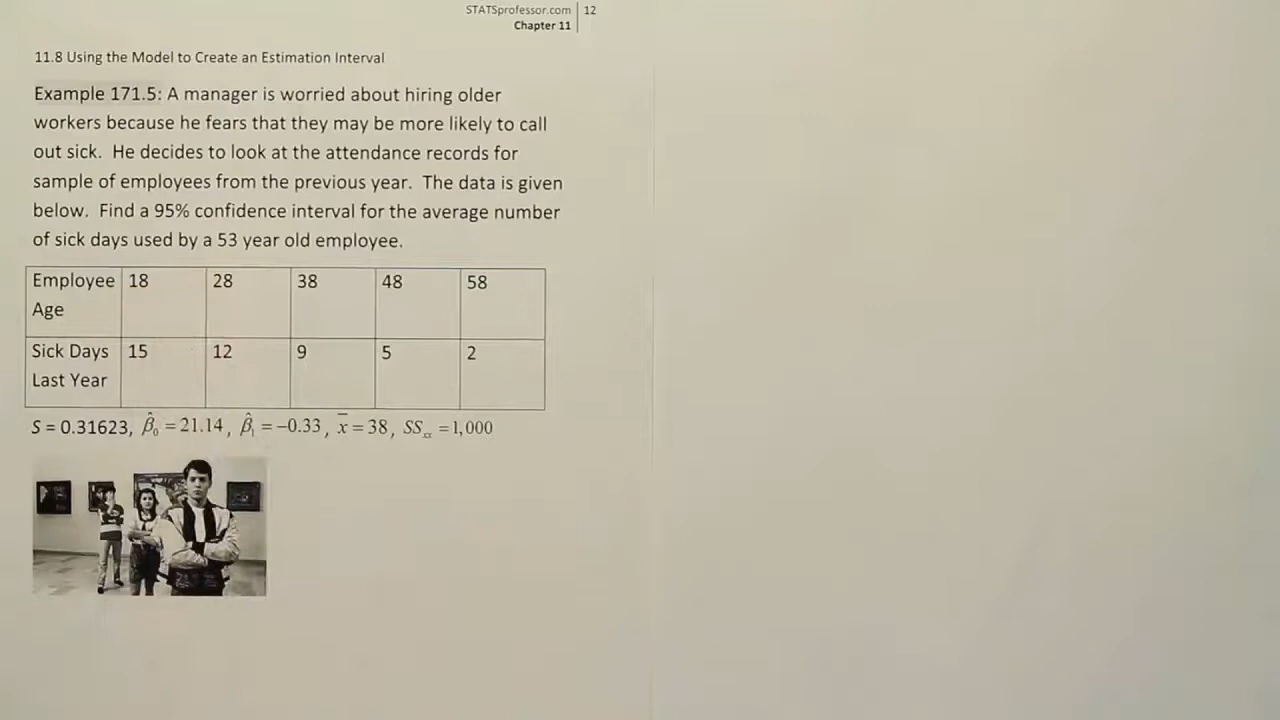 STATSprofessor.com 12
Chapter 11
11.8 Using the Model to Create an Estimation Interval
Example 171.5: A manager is worried about hiring older
workers because he fears that they may be more likely to call
out sick. He decides to look at the attendance records for
sample of employees from the previous year. The data is given
below. Find a 95% confidence interval for the average number
of sick days used by a 53 year old employee.
Employee Age 18 28 38 48 58
Sick Days Last Year 15 12 9 5 2
S = 0.31623, β̂₀ = 21.14, β̂₁ = −0.33, x̄ = 38, SSₓₓ = 1,000